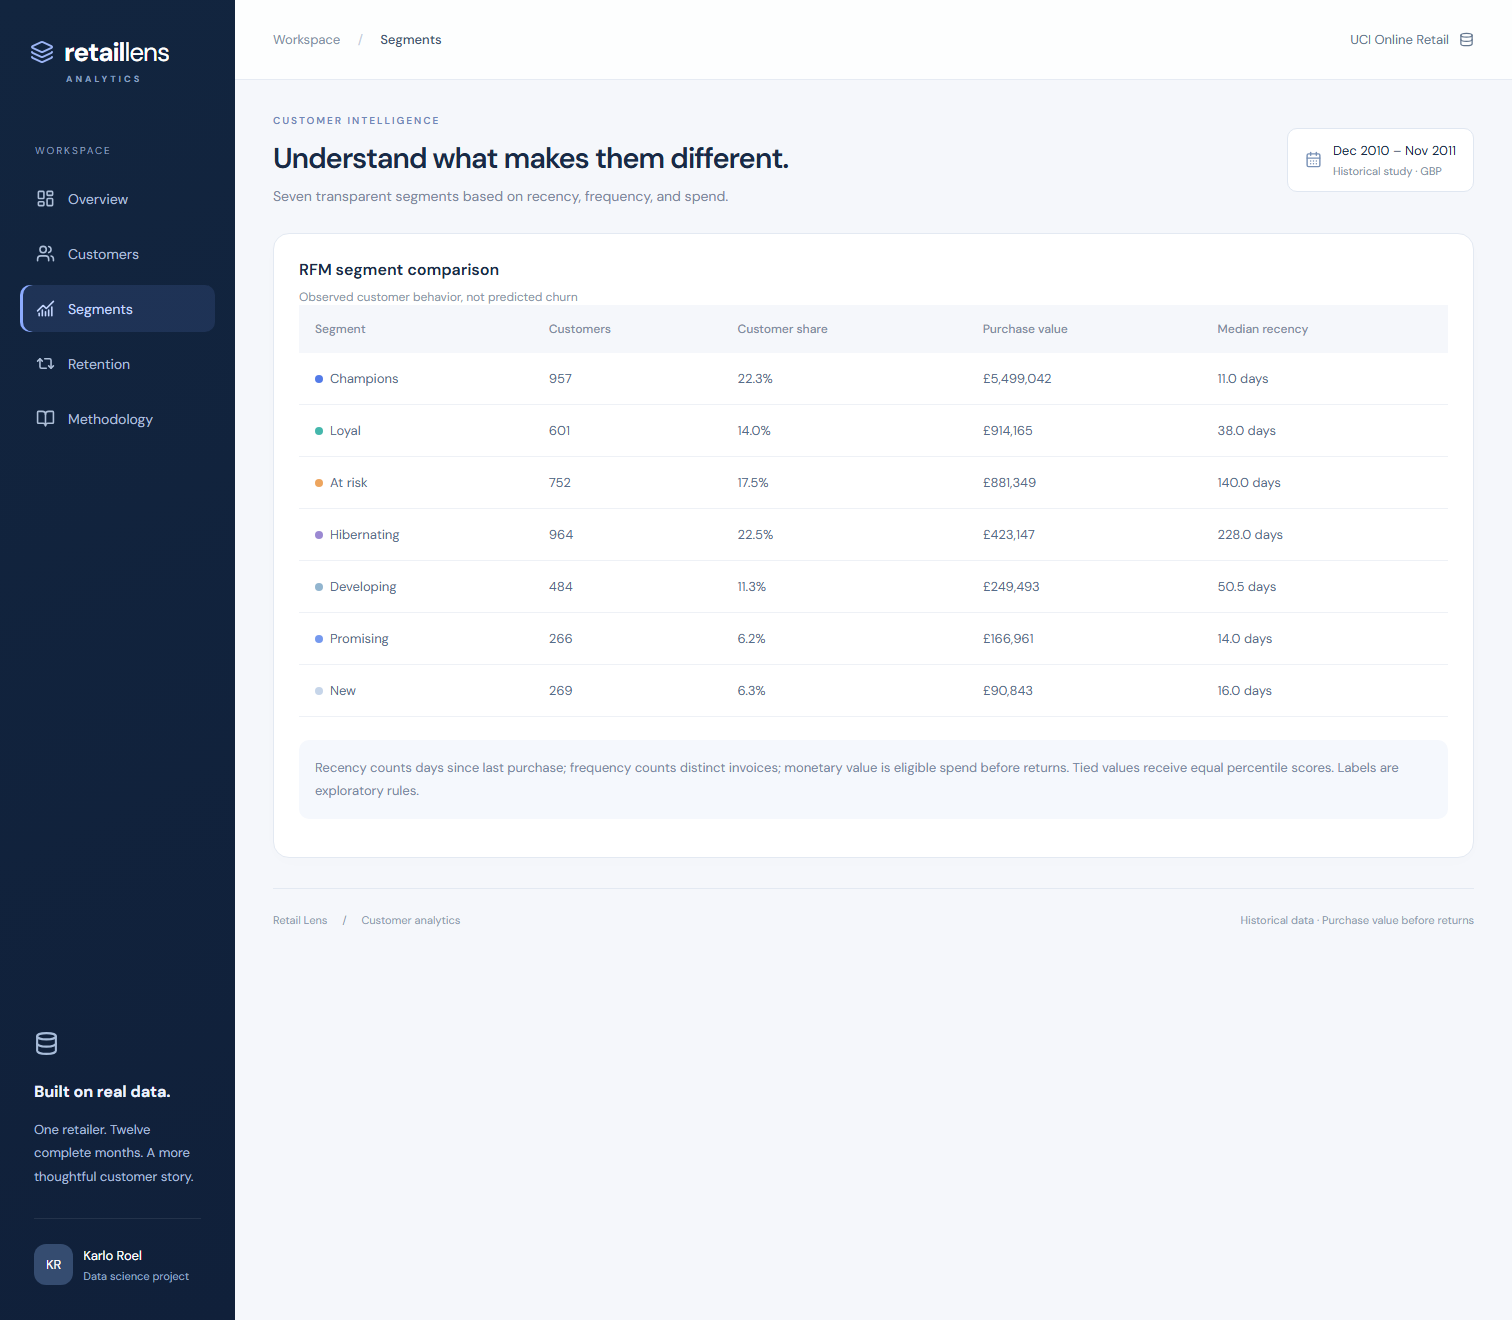 retaillens
ANALYTICS
WORKSPACE
Overview
Customers
Segments
Retention
Methodology
Built on real data.
One retailer. Twelve
complete months. A more
thoughtful customer story.
KR
Karlo Roel
Data science project
Workspace / Segments
UCI Online Retail
CUSTOMER INTELLIGENCE
Understand what makes them different.
Seven transparent segments based on recency, frequency, and spend.
Dec 2010 – Nov 2011
Historical study · GBP
RFM segment comparison
Observed customer behavior, not predicted churn
Segment Customers Customer share Purchase value Median recency
Champions 957 22.3% £5,499,042 11.0 days
Loyal 601 14.0% £914,165 38.0 days
At risk 752 17.5% £881,349 140.0 days
Hibernating 964 22.5% £423,147 228.0 days
Developing 484 11.3% £249,493 50.5 days
Promising 266 6.2% £166,961 14.0 days
New 269 6.3% £90,843 16.0 days
Recency counts days since last purchase; frequency counts distinct invoices; monetary value is eligible spend before returns. Tied values receive equal percentile scores. Labels are
exploratory rules.
Retail Lens / Customer analytics
Historical data · Purchase value before returns